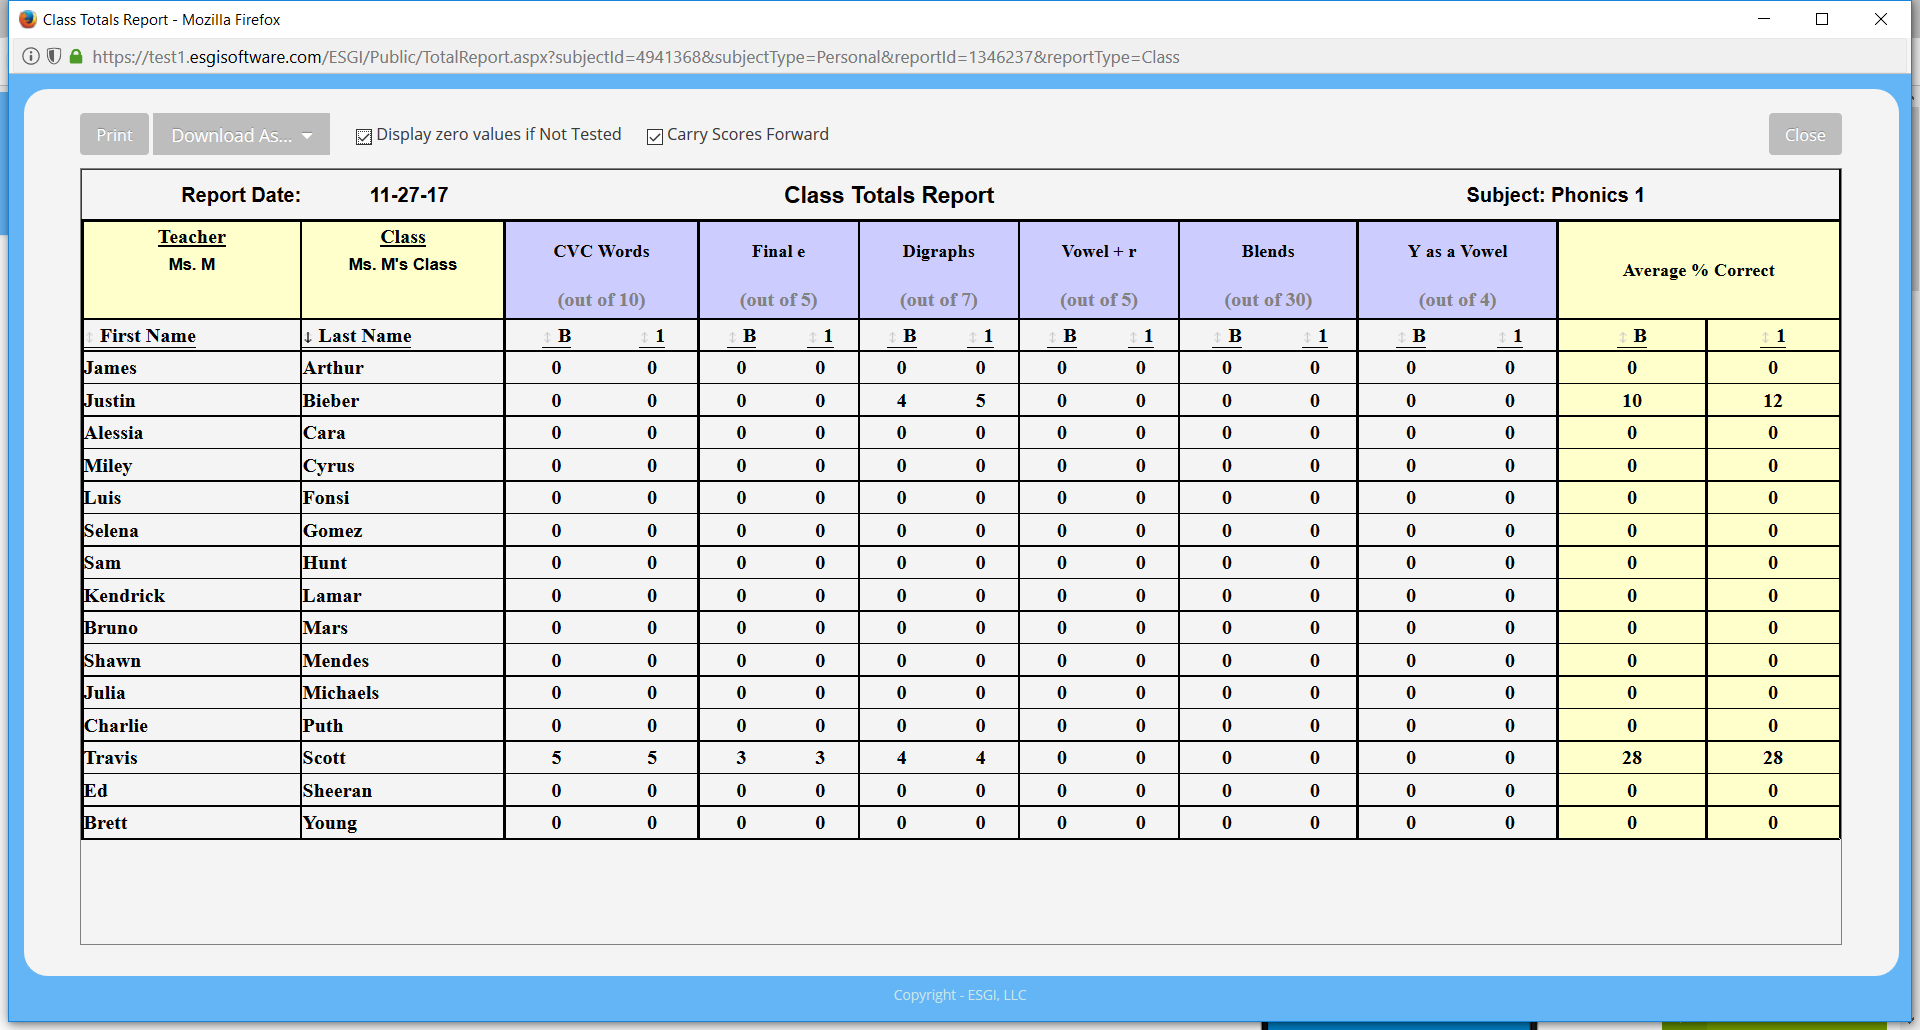 Class Totals Report - Mozilla Firefox
https://test1.esgisoftware.com/ESGI/Public/TotalReport.aspx?subjectId=4941368&subjectType=Personal&reportId=1346237&reportType=Class
Print Download As... Display zero values if Not Tested Carry Scores Forward Close
Report Date: 11-27-17 Class Totals Report Subject: Phonics 1
Teacher Class CVC Words Final e Digraphs Vowel + r Blends Y as a Vowel Average % Correct
Ms. M Ms. M's Class (out of 10) (out of 5) (out of 7) (out of 5) (out of 30) (out of 4)
↕ First Name ↓ Last Name ↕ B ↕ 1 ↕ B ↕ 1 ↕ B ↕ 1 ↕ B ↕ 1 ↕ B ↕ 1 ↕ B ↕ 1 ↕ B ↕ 1
James Arthur 0 0 0 0 0 0 0 0 0 0 0 0 0 0
Justin Bieber 0 0 0 0 4 5 0 0 0 0 0 0 10 12
Alessia Cara 0 0 0 0 0 0 0 0 0 0 0 0 0 0
Miley Cyrus 0 0 0 0 0 0 0 0 0 0 0 0 0 0
Luis Fonsi 0 0 0 0 0 0 0 0 0 0 0 0 0 0
Selena Gomez 0 0 0 0 0 0 0 0 0 0 0 0 0 0
Sam Hunt 0 0 0 0 0 0 0 0 0 0 0 0 0 0
Kendrick Lamar 0 0 0 0 0 0 0 0 0 0 0 0 0 0
Bruno Mars 0 0 0 0 0 0 0 0 0 0 0 0 0 0
Shawn Mendes 0 0 0 0 0 0 0 0 0 0 0 0 0 0
Julia Michaels 0 0 0 0 0 0 0 0 0 0 0 0 0 0
Charlie Puth 0 0 0 0 0 0 0 0 0 0 0 0 0 0
Travis Scott 5 5 3 3 4 4 0 0 0 0 0 0 28 28
Ed Sheeran 0 0 0 0 0 0 0 0 0 0 0 0 0 0
Brett Young 0 0 0 0 0 0 0 0 0 0 0 0 0 0
Copyright - ESGI, LLC